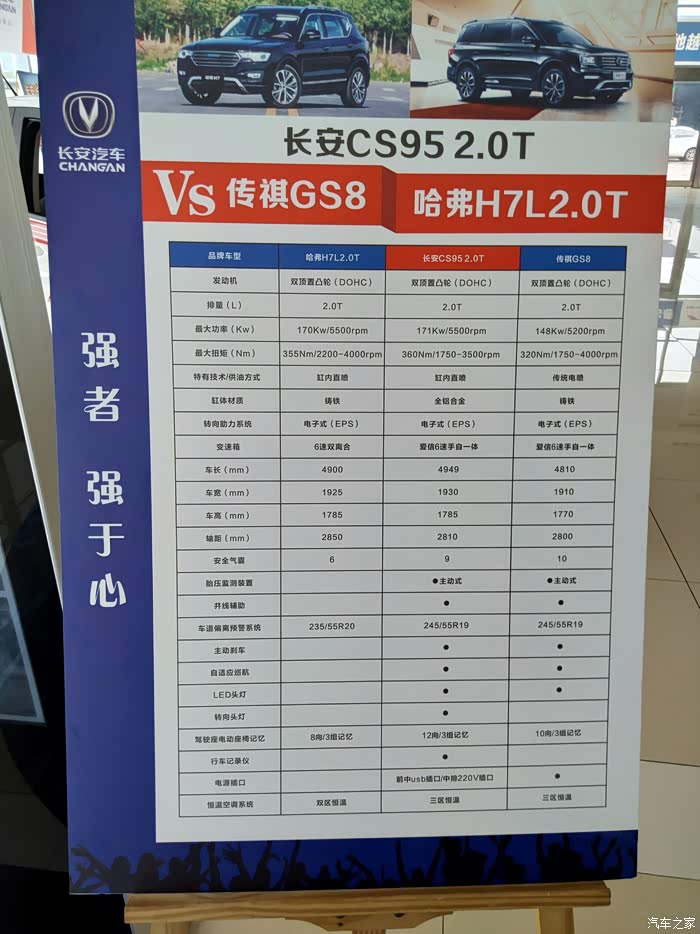 长安汽车
CHANGAN
强者 强于心
长安CS95 2.0T
Vs 传祺GS8 哈弗H7L2.0T
品牌车型 哈弗H7L2.0T 长安CS95 2.0T 传祺GS8
发动机 双顶置凸轮（DOHC） 双顶置凸轮（DOHC） 双顶置凸轮（DOHC）
排量（L） 2.0T 2.0T 2.0T
最大功率（Kw） 170Kw/5500rpm 171Kw/5500rpm 148Kw/5200rpm
最大扭矩（Nm） 355Nm/2200-4000rpm 360Nm/1750-3500rpm 320Nm/1750-4000rpm
特有技术/供油方式 缸内直喷 缸内直喷 传统电喷
缸体材质 铸铁 全铝合金 铸铁
转向助力系统 电子式（EPS） 电子式（EPS） 电子式（EPS）
变速箱 6速双离合 爱信6速手自一体 爱信6速手自一体
车长（mm） 4900 4949 4810
车宽（mm） 1925 1930 1910
车高（mm） 1785 1785 1770
轴距（mm） 2850 2810 2800
安全气囊 6 9 10
胎压监测装置 ●主动式 ●主动式
并线辅助 ● ●
车道偏离预警系统 235/55R20 245/55R19 245/55R19
主动刹车 ● ●
自适应巡航 ● ●
LED头灯 ● ●
转向头灯 ●
驾驶座电动座椅记忆 8向/3组记忆 12向/3组记忆 10向/3组记忆
行车记录仪 ●
电源插口 前中usb插口/中排220V插口 ●
恒温空调系统 双区恒温 三区恒温 三区恒温
汽车之家